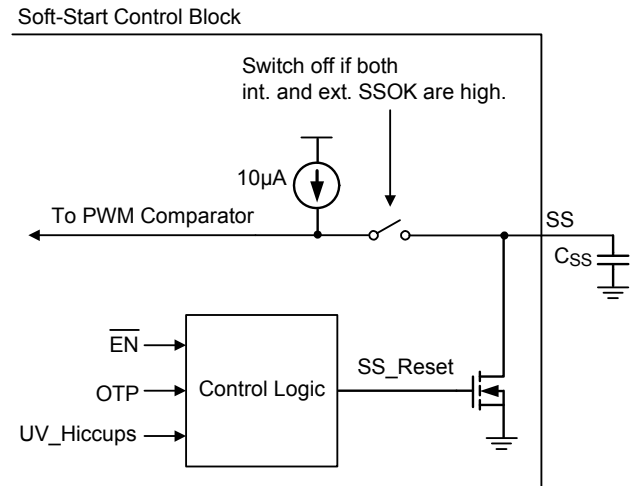 Soft-Start Control Block
Switch off if both
int. and ext. SSOK are high.
10µA
To PWM Comparator
SS
CSS
EN
OTP
UV_Hiccups
Control Logic
SS_Reset